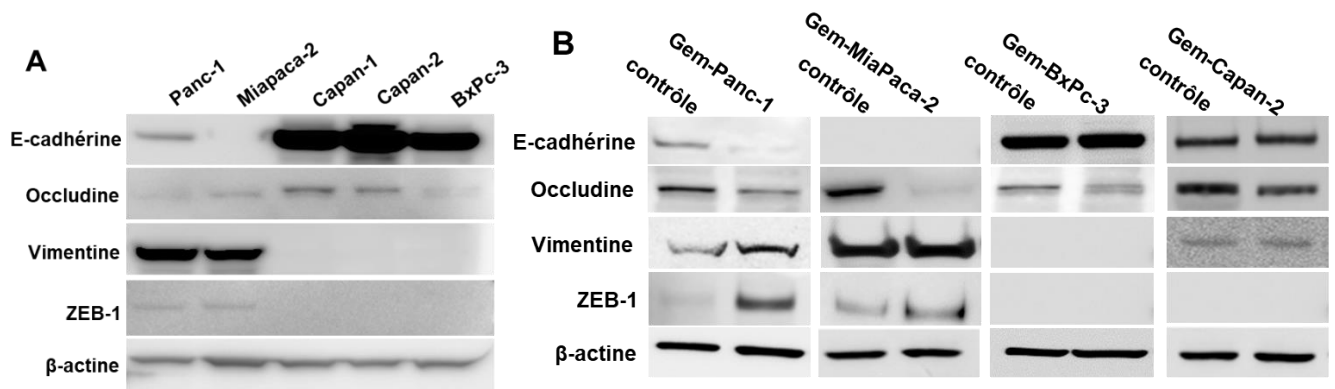 A
Panc-1
Miapaca-2
Capan-1
Capan-2
BxPc-3
E-cadhérine
Occludine
Vimentine
ZEB-1
β-actine
B
contrôle
Gem-Panc-1
contrôle
Gem-MiaPaca-2
contrôle
Gem-BxPc-3
contrôle
Gem-Capan-2
E-cadhérine
Occludine
Vimentine
ZEB-1
β-actine